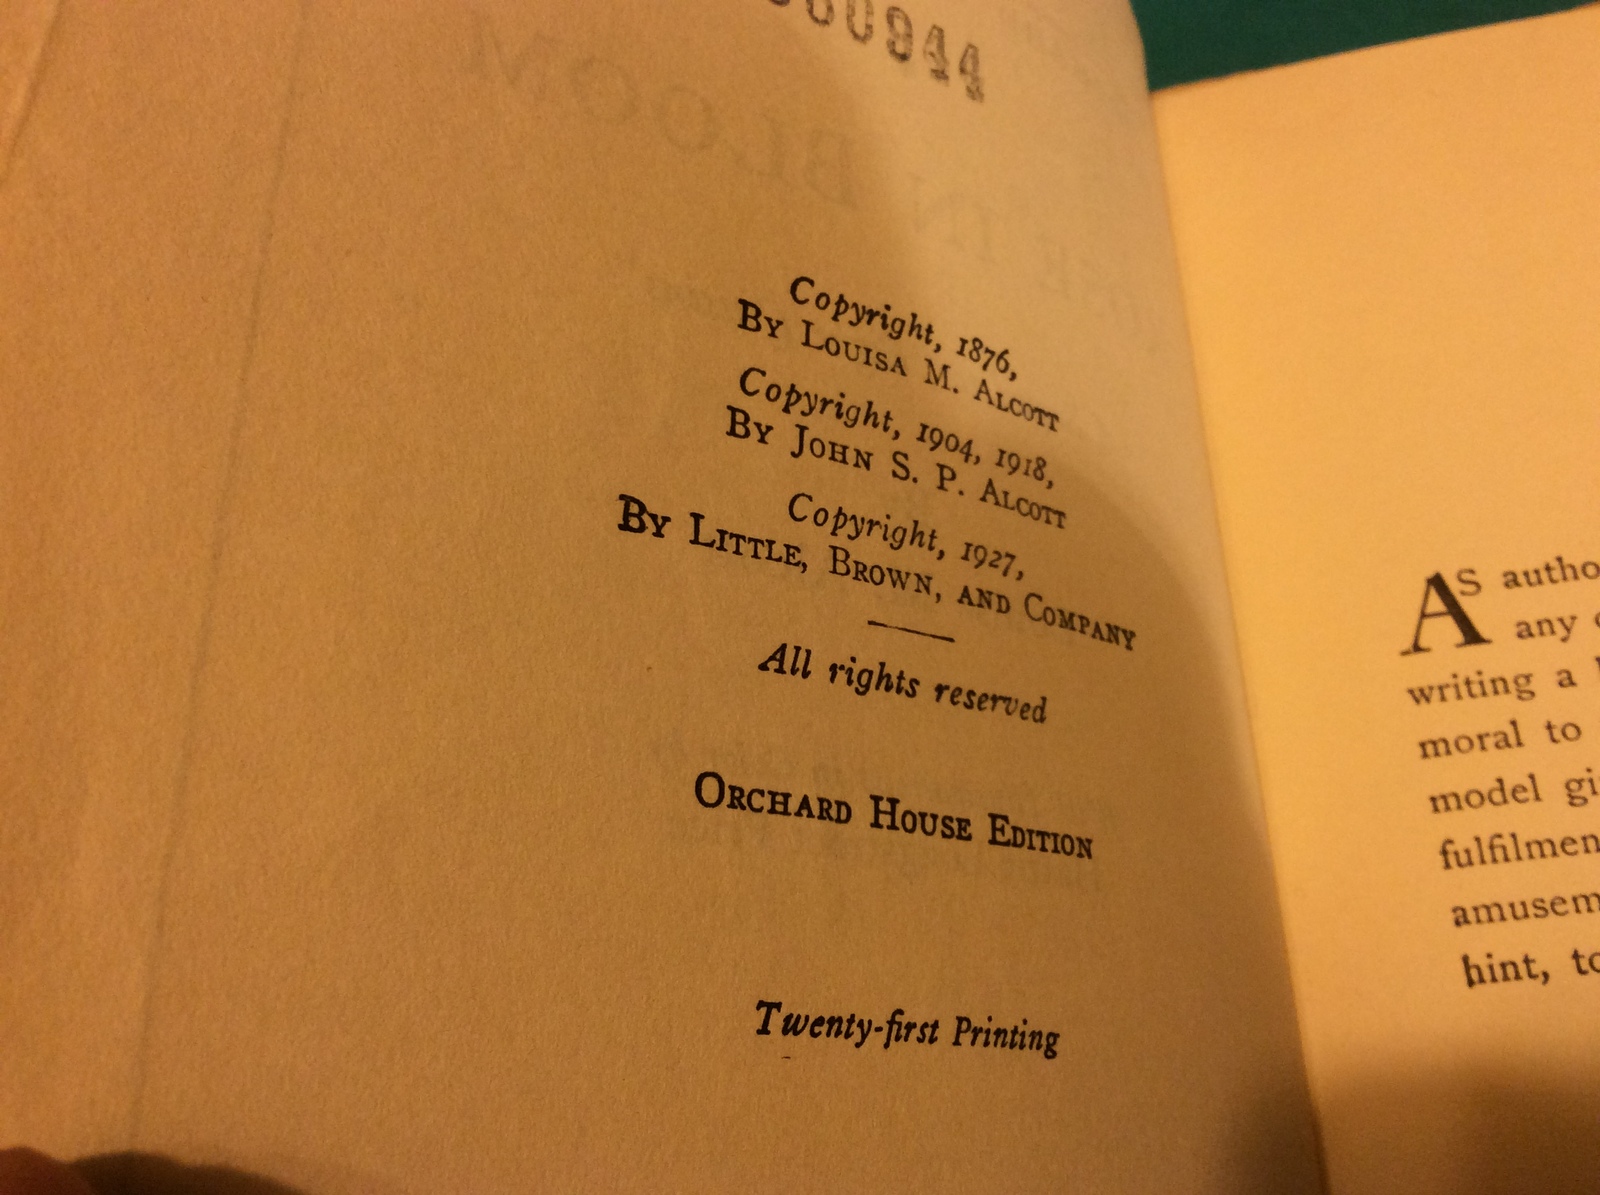 60944
Copyright, 1876,
By Louisa M. Alcott
Copyright, 1904, 1918,
By John S. P. Alcott
Copyright, 1927,
By Little, Brown, and Company
All rights reserved
Orchard House Edition
Twenty-first Printing
As autho
any
writing a
moral to
model gi
fulfilmen
amusem
hint, to